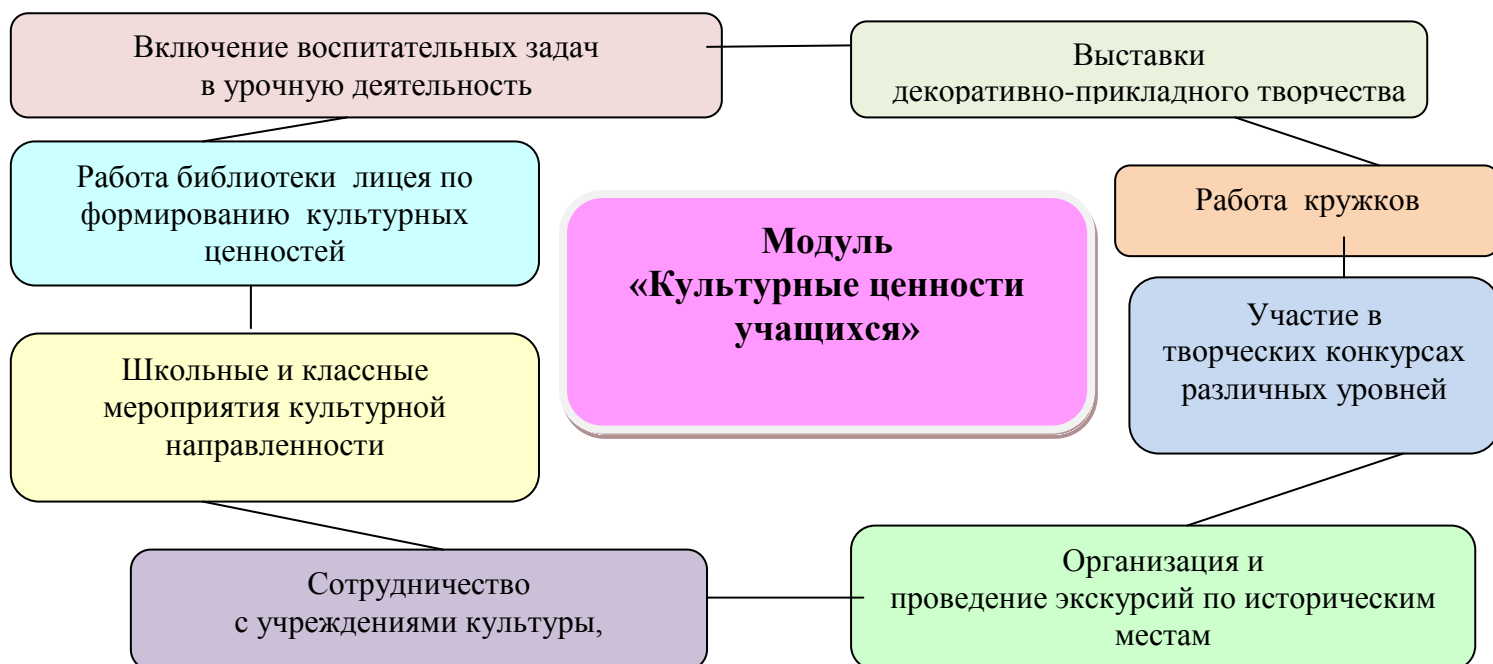 Включение воспитательных задач
в урочную деятельность
Выставки
декоративно-прикладного творчества
Работа библиотеки лицея по
формированию культурных
ценностей
Модуль
«Культурные ценности
учащихся»
Работа кружков
Школьные и классные
мероприятия культурной
направленности
Участие в
творческих конкурсах
различных уровней
Сотрудничество
с учреждениями культуры,
Организация и
проведение экскурсий по историческим
местам